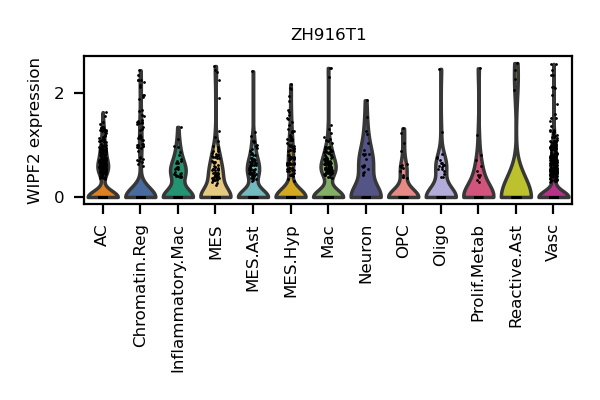 ZH916T1
WIPF2 expression
2
0
AC
Chromatin.Reg
Inflammatory.Mac
MES
MES.Ast
MES.Hyp
Mac
Neuron
OPC
Oligo
Prolif.Metab
Reactive.Ast
Vasc